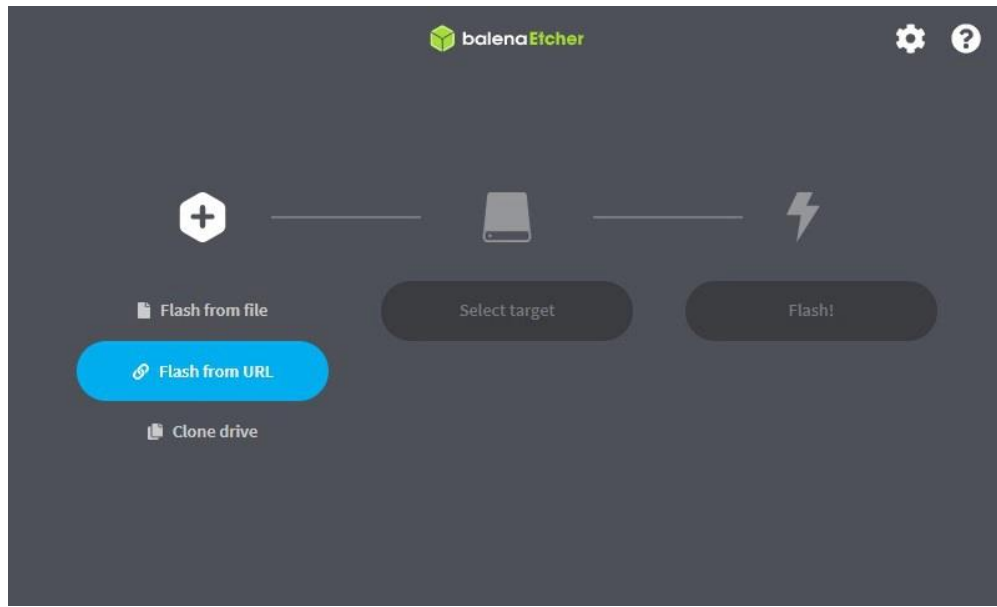 balenaEtcher
Flash from file
Select target
Flash!
Flash from URL
Clone drive